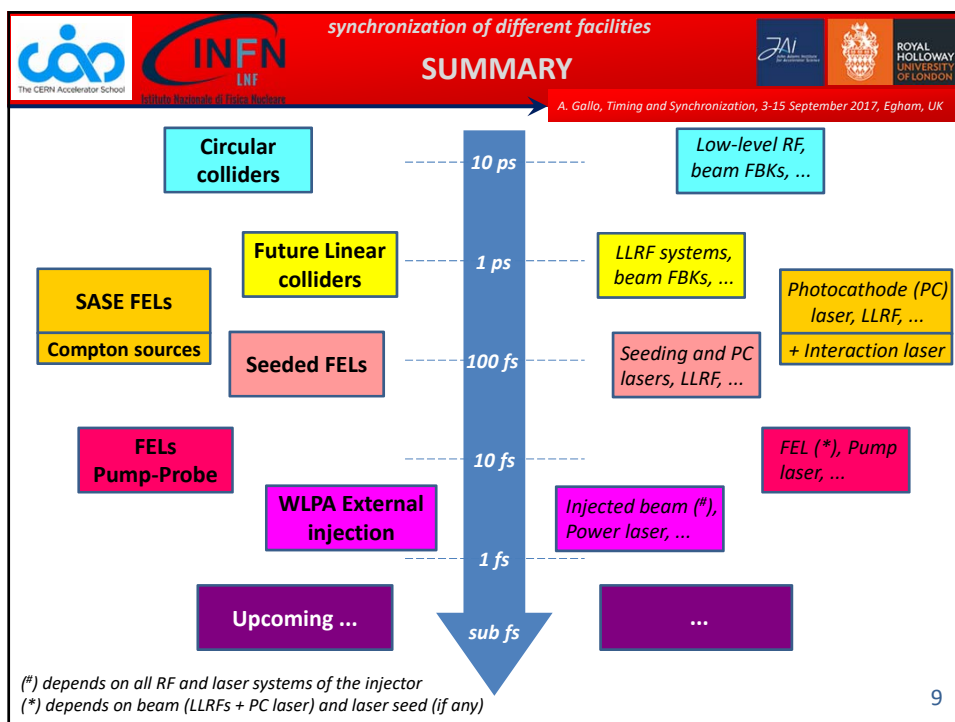 synchronization of different facilities
SUMMARY
The CERN Accelerator School
INFN
LNF
Istituto Nazionale di Fisica Nucleare
JAI
ROYAL
HOLLOWAY
UNIVERSITY
OF LONDON
A. Gallo, Timing and Synchronization, 3-15 September 2017, Egham, UK
Circular
colliders
10 ps
Low-level RF,
beam FBKs, ...
Future Linear
colliders
1 ps
LLRF systems,
beam FBKs, ...
SASE FELs
Compton sources
Photocathode (PC)
laser, LLRF, ...
+ Interaction laser
Seeded FELs
100 fs
Seeding and PC
lasers, LLRF, ...
FELs
Pump-Probe
10 fs
FEL (*), Pump
laser, ...
WLPA External
injection
Injected beam (#),
Power laser, ...
1 fs
Upcoming ...
sub fs
...
(#) depends on all RF and laser systems of the injector
(*) depends on beam (LLRFs + PC laser) and laser seed (if any)
9